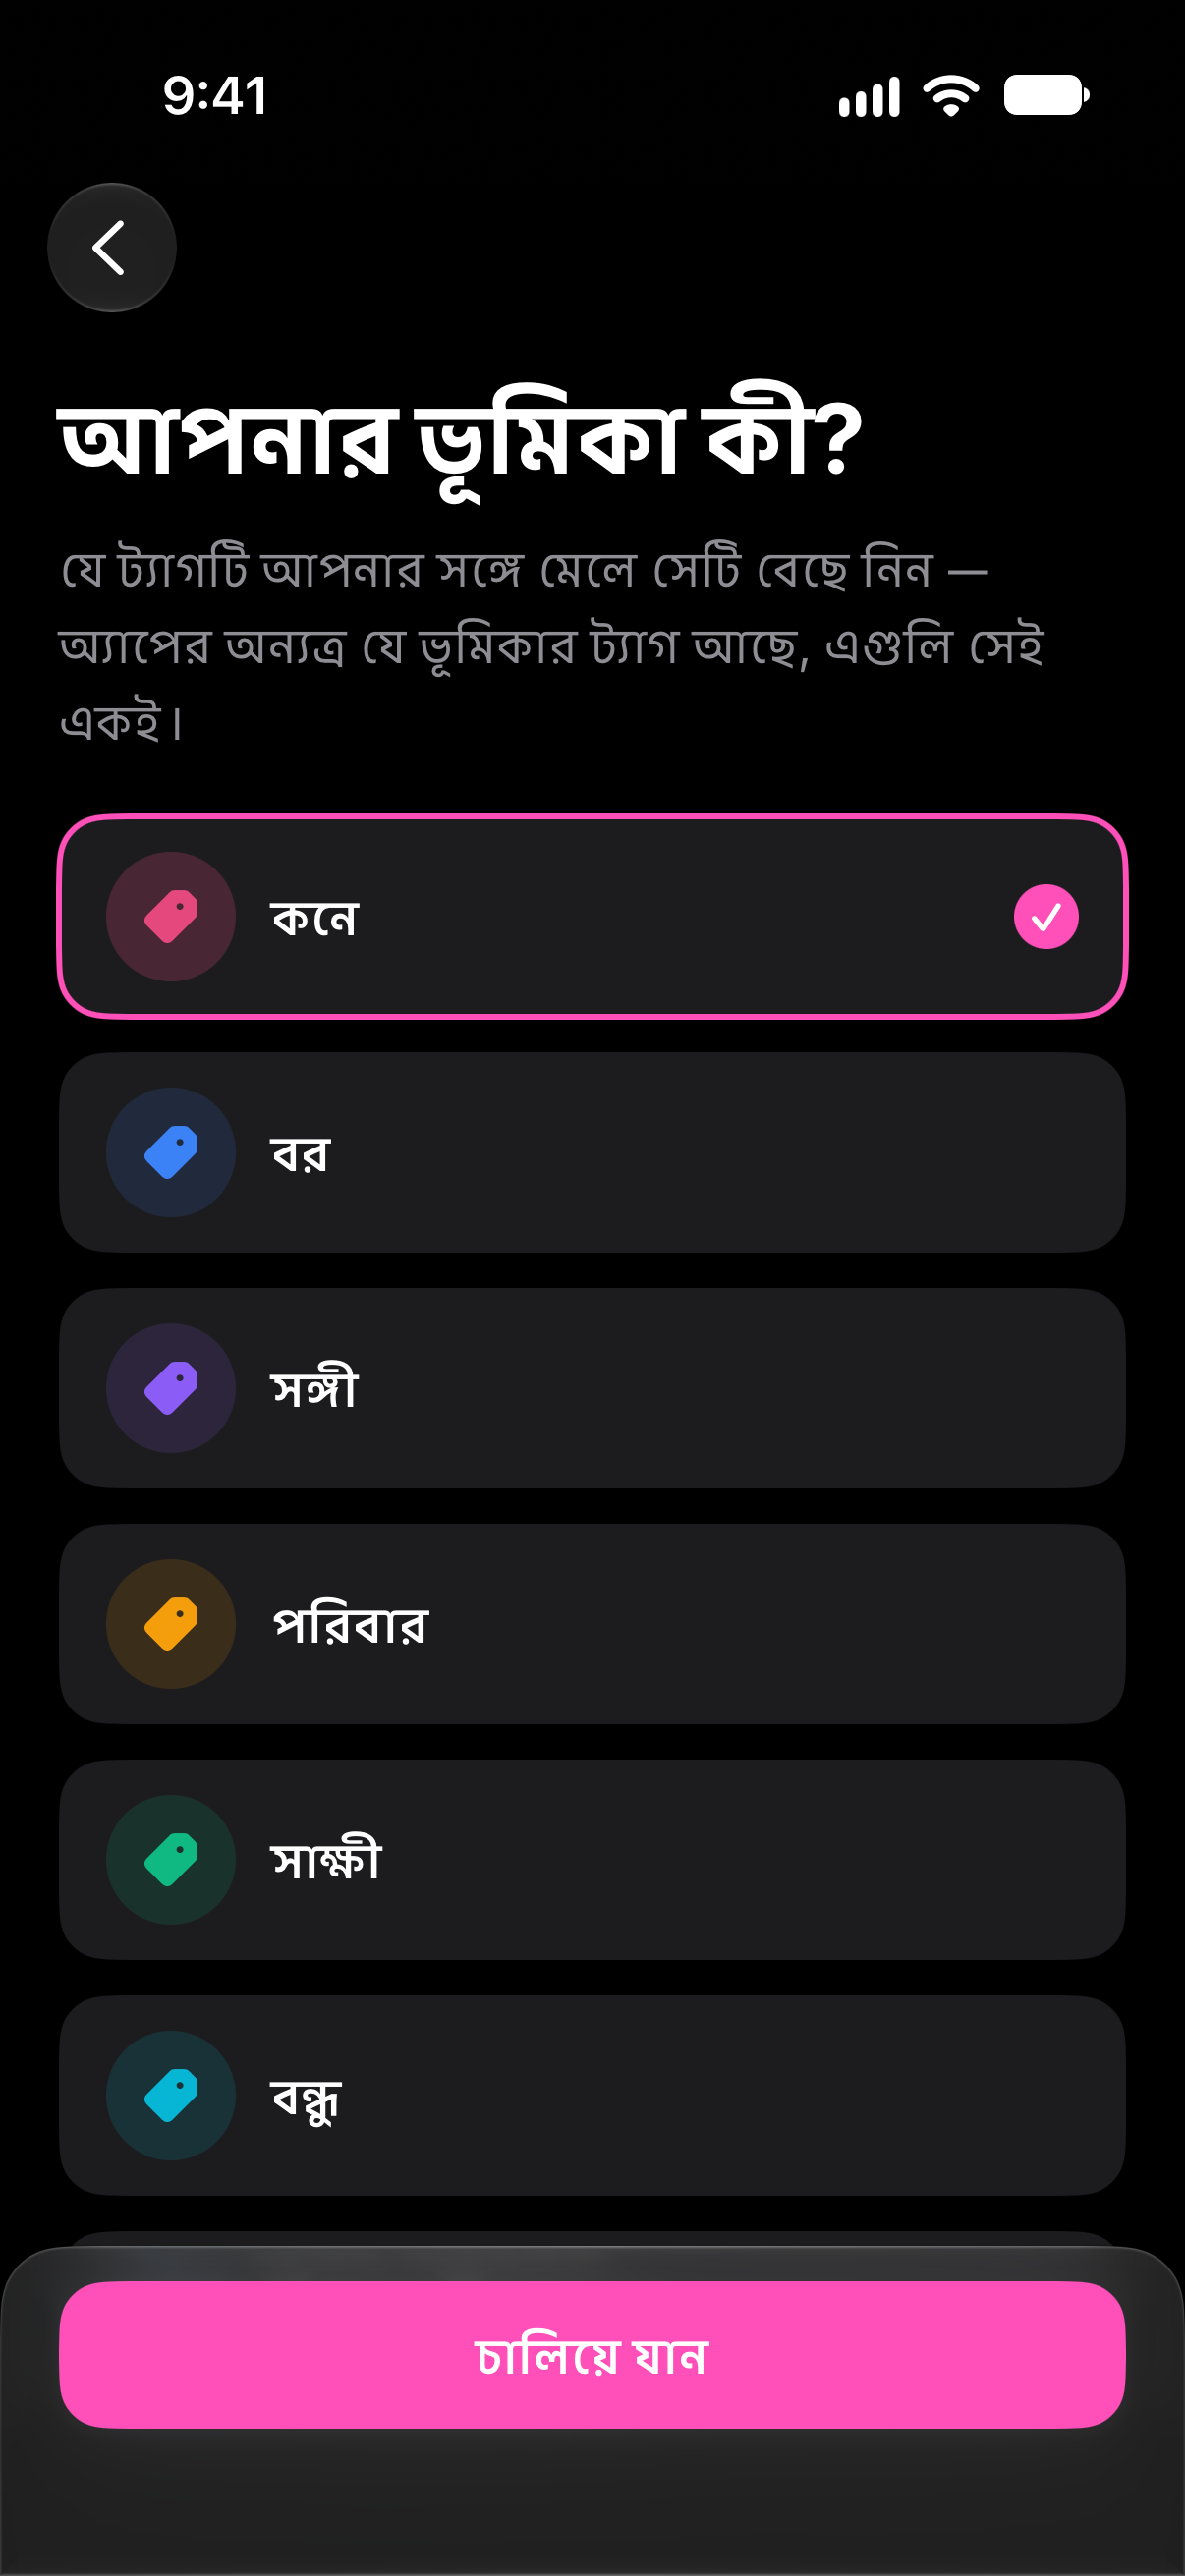 9:41
আপনার ভূমিকা কী?
যে ট্যাগটি আপনার সঙ্গে মেলে সেটি বেছে নিন —
অ্যাপের অন্যত্র যে ভূমিকার ট্যাগ আছে, এগুলি সেই
একই।
কনে
বর
সঙ্গী
পরিবার
সাক্ষী
বন্ধু
চালিয়ে যান